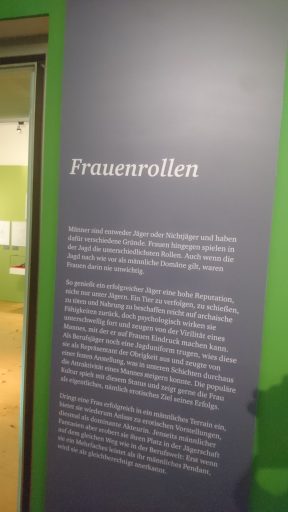 Frauenrollen
Männer sind entweder Jäger oder Nichtjäger und haben
dafür verschiedene Gründe. Frauen hingegen spielen in
der Jagd die unterschiedlichsten Rollen. Auch wenn die
Jagd nach wie vor als männliche Domäne gilt, waren
Frauen darin nie unwichtig.
So genießt ein erfolgreicher Jäger eine hohe Reputation,
nicht nur unter Jägern. Ein Tier zu verfolgen, zu schießen,
zu töten und Nahrung zu beschaffen reicht auf archaische
Fähigkeiten zurück, doch psychologisch wirken sie
unterschwellig fort und zeugen von der Virilität eines
Mannes, mit der er auf Frauen Eindruck machen kann.
Als Berufsjäger noch eine Jagduniform trugen, wies diese
sie als Repräsentant der Obrigkeit aus und zeugte von
einer festen Anstellung, was in unteren Schichten durchaus
die Attraktivität eines Mannes steigern konnte. Die populäre
Kultur spielt mit diesem Status und zeigt gerne die Frau
als eigentliches, nämlich erotisches Ziel seines Erfolgs.
Dringt eine Frau erfolgreich in ein männliches Terrain ein,
bietet sie wiederum Anlass zu erotischen Vorstellungen,
diesmal als dominante Akteurin. Jenseits männlicher
Fantasien aber erobert sie ihren Platz in der Jägerschaft
auf dem gleichen Weg wie in der Berufswelt: Erst wenn
sie ein Mehrfaches leistet als ihr männliches Pendant,
wird sie als gleichberechtigt anerkannt.